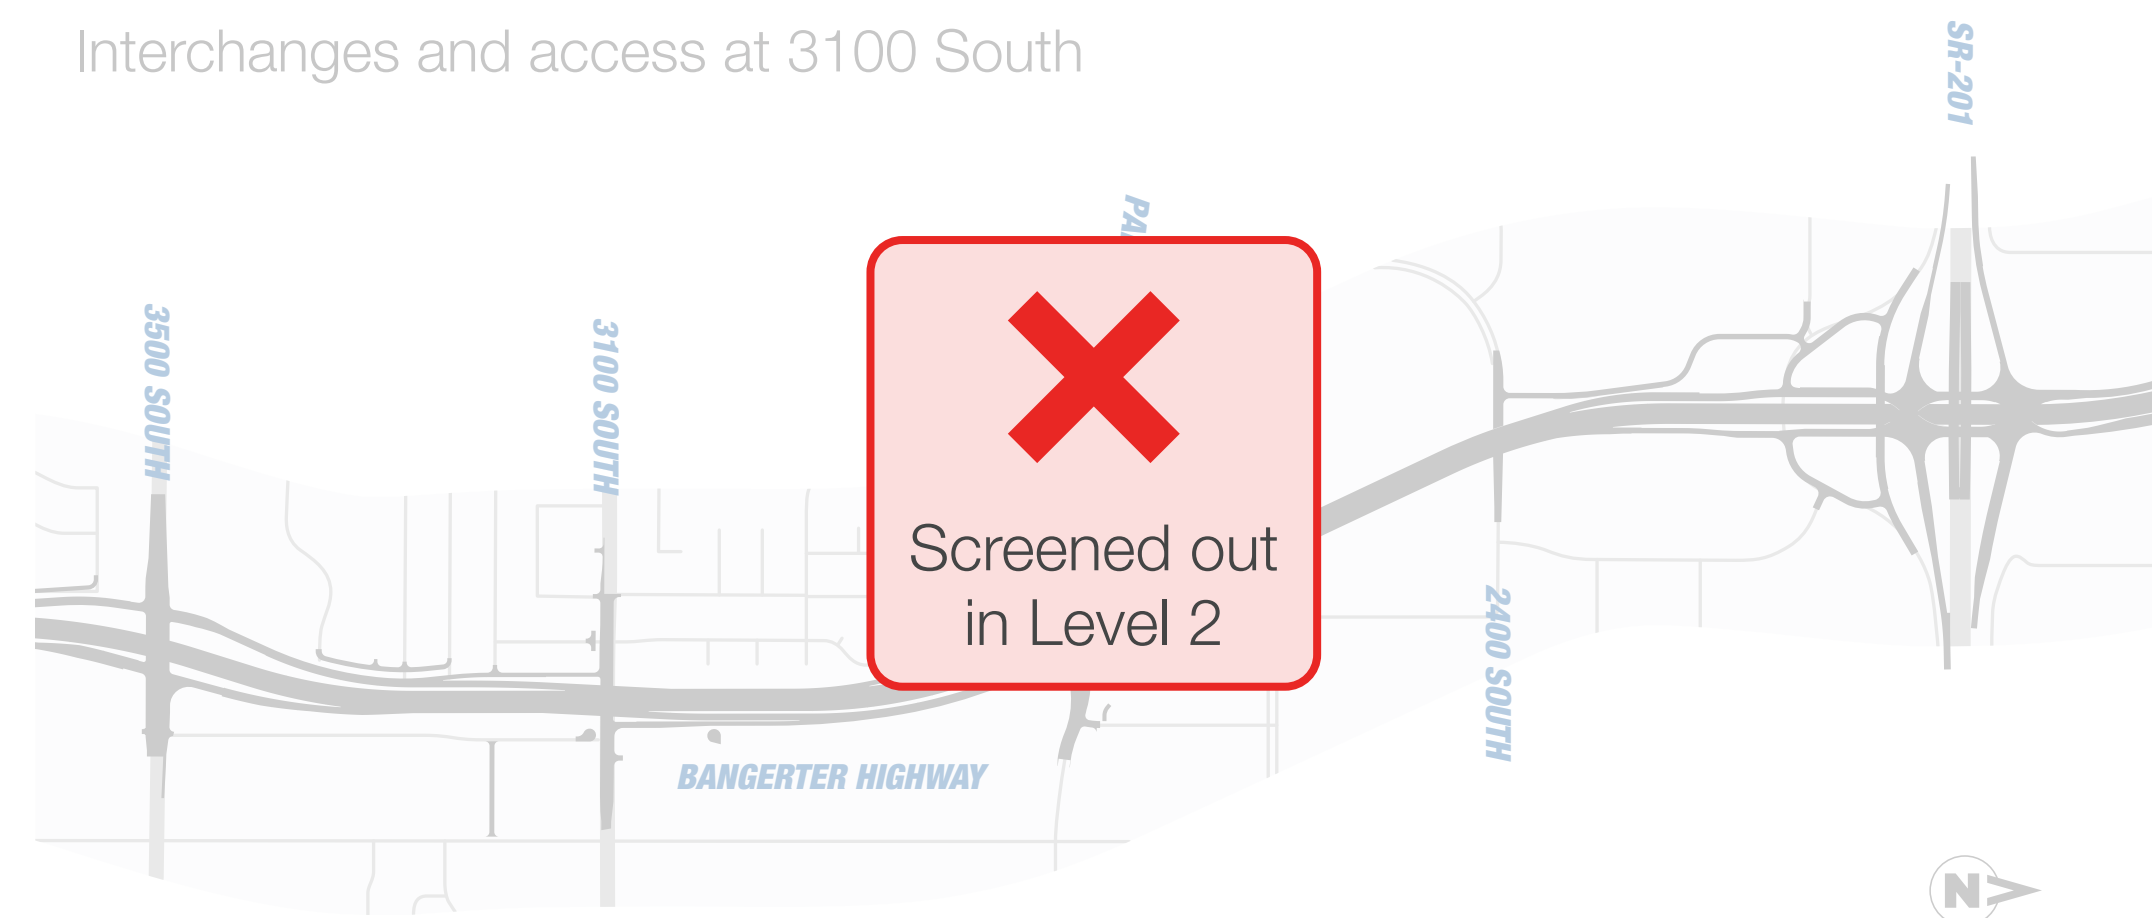 Interchanges and access at 3100 South
SR-201
3500 SOUTH
3100 SOUTH
Screened out
in Level 2
2400 SOUTH
BANGERTER HIGHWAY
N